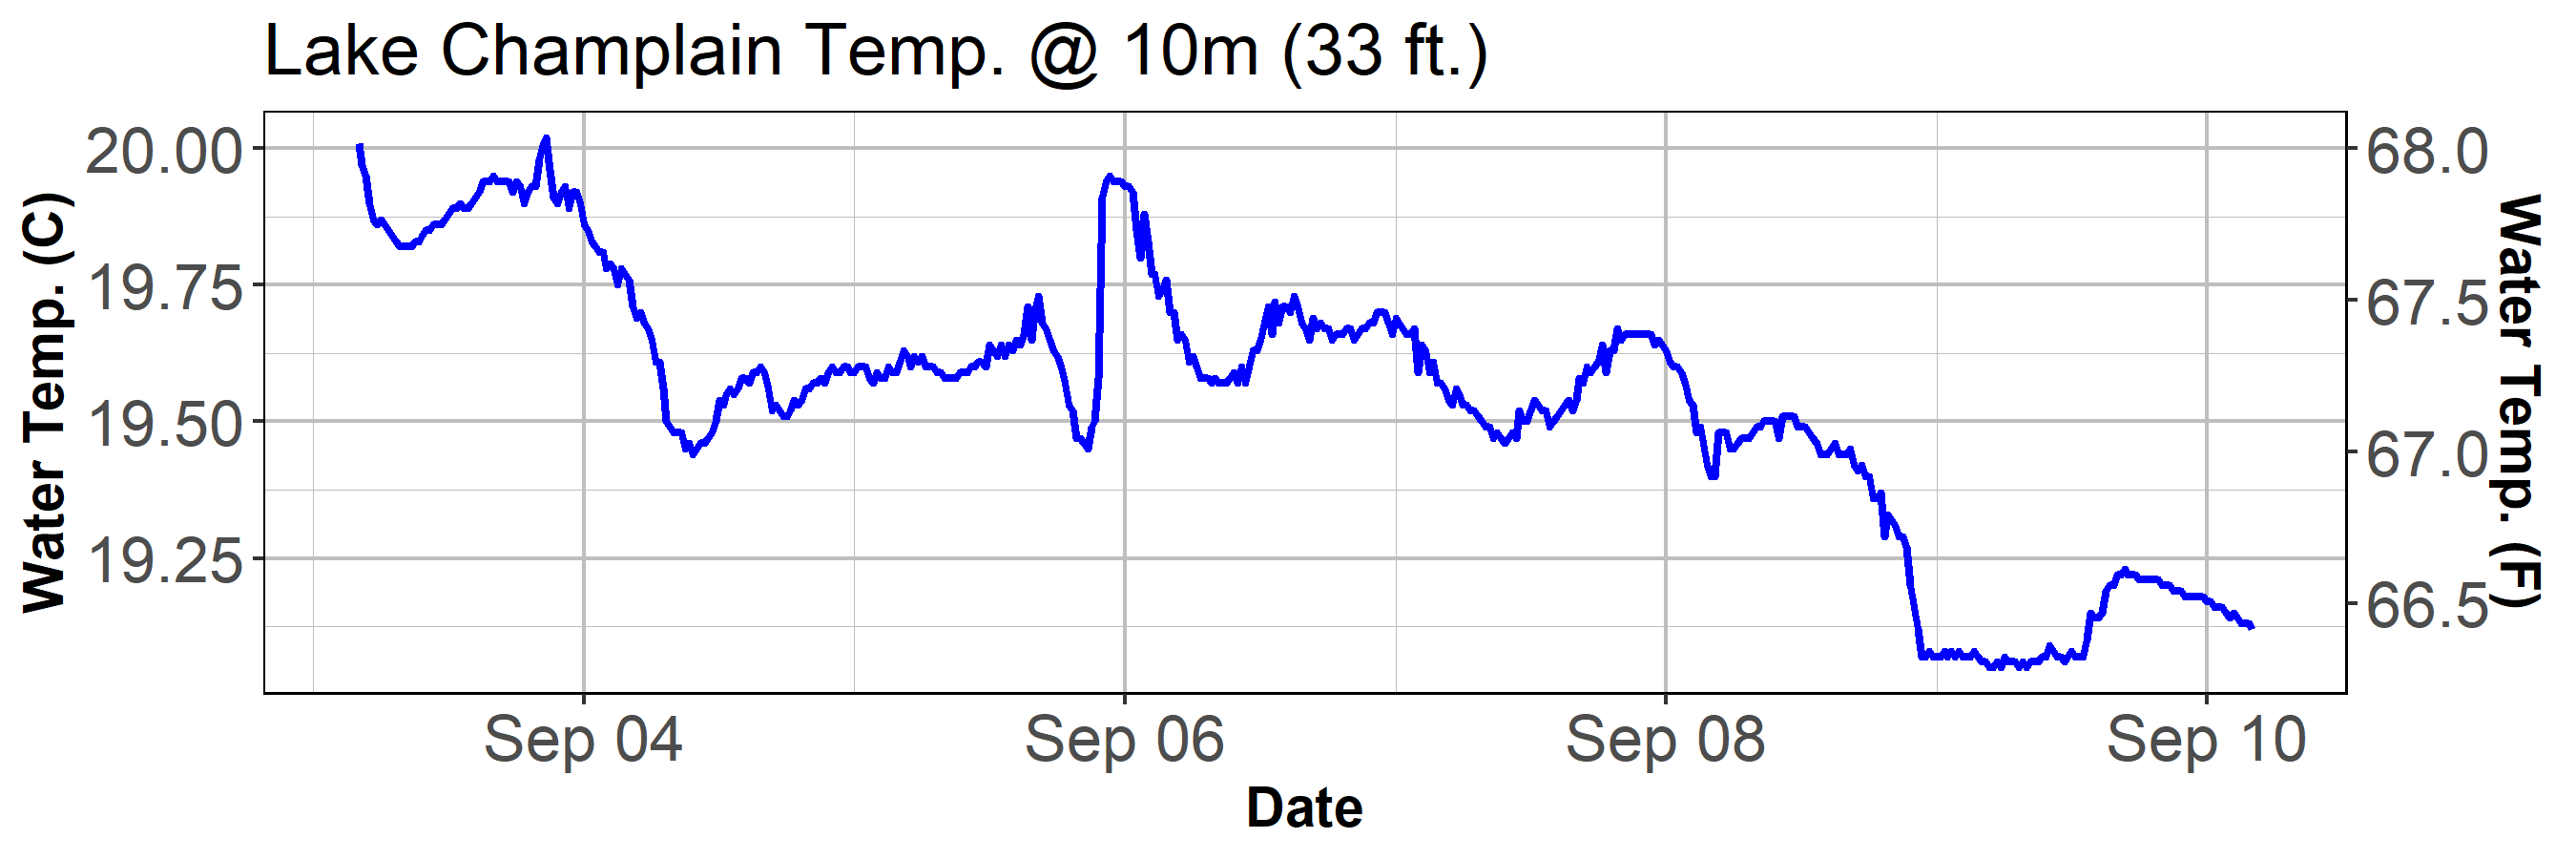 Lake Champlain Temp. @ 10m (33 ft.)
Water Temp. (C)
20.00
19.75
19.50
19.25
68.0
67.5
67.0
66.5
Water Temp. (F)
Sep 04
Sep 06
Sep 08
Sep 10
Date